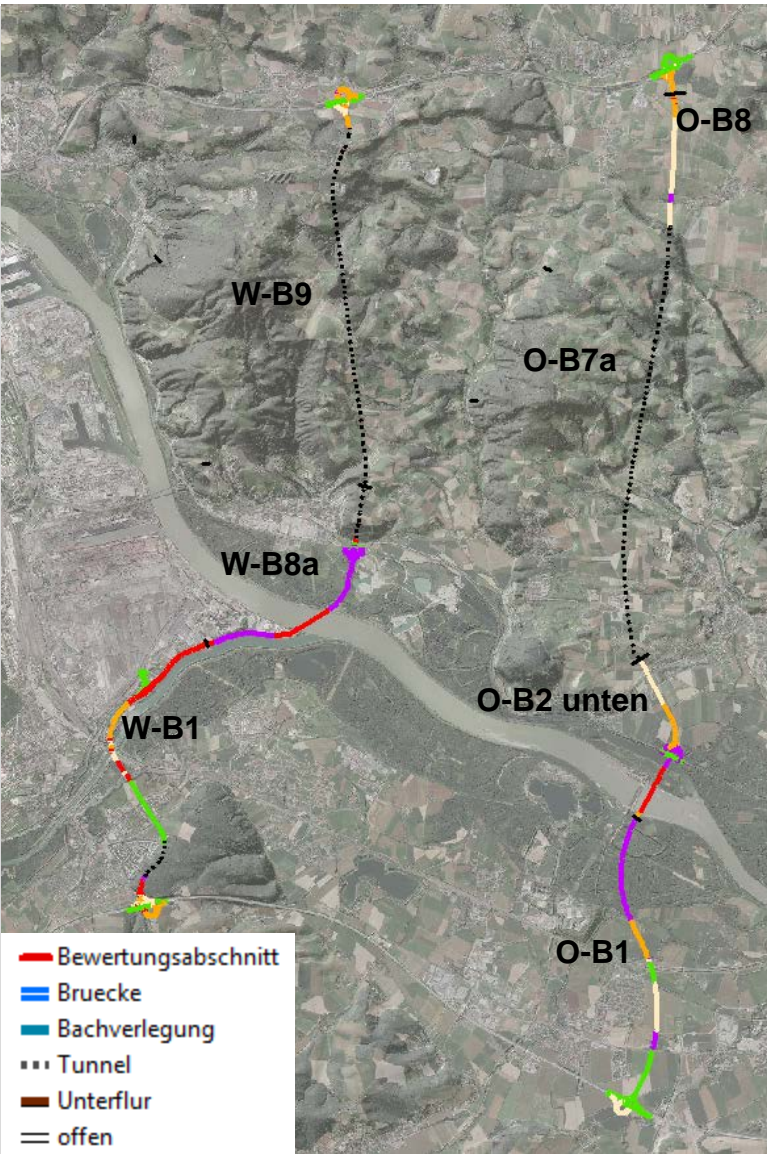 O-B8
W-B9
O-B7a
W-B8a
O-B2 unten
W-B1
O-B1
Bewertungsabschnitt
Bruecke
Bachverlegung
Tunnel
Unterflur
offen